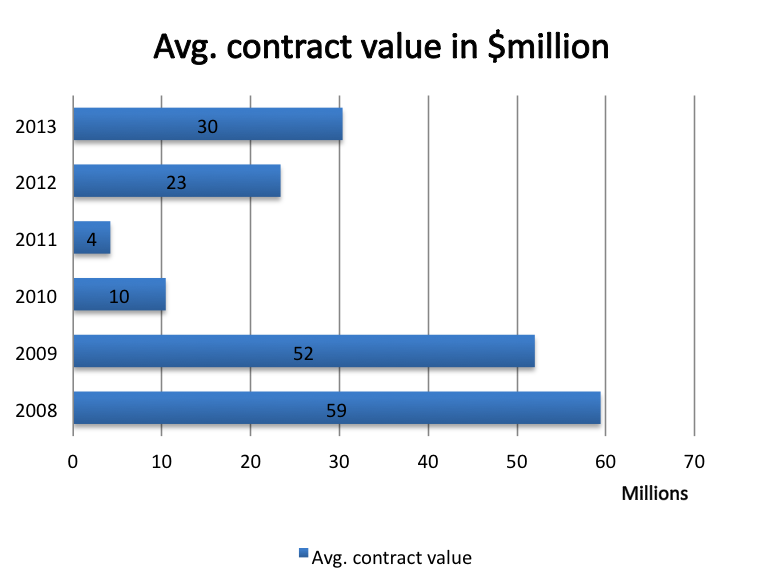 Avg. contract value in $million
2013 30
2012 23
2011 4
2010 10
2009 52
2008 59
0 10 20 30 40 50 60 70
Millions
Avg. contract value